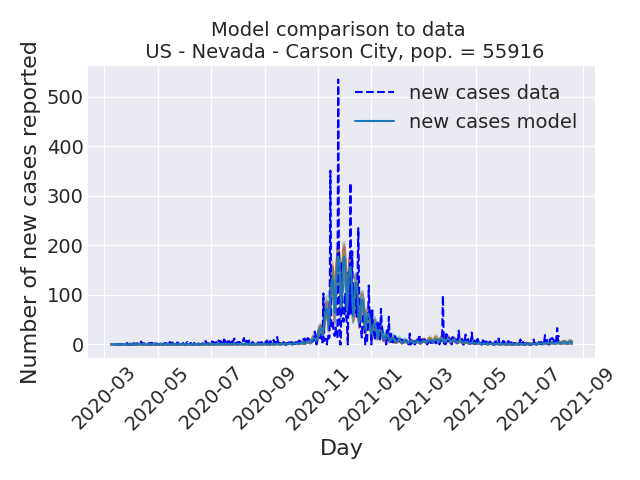 Model comparison to data
US - Nevada - Carson City, pop. = 55916
Number of new cases reported
500
400
300
200
100
0
new cases data
new cases model
2020-03
2020-05
2020-07
2020-09
2020-11
2021-01
2021-03
2021-05
2021-07
2021-09
Day